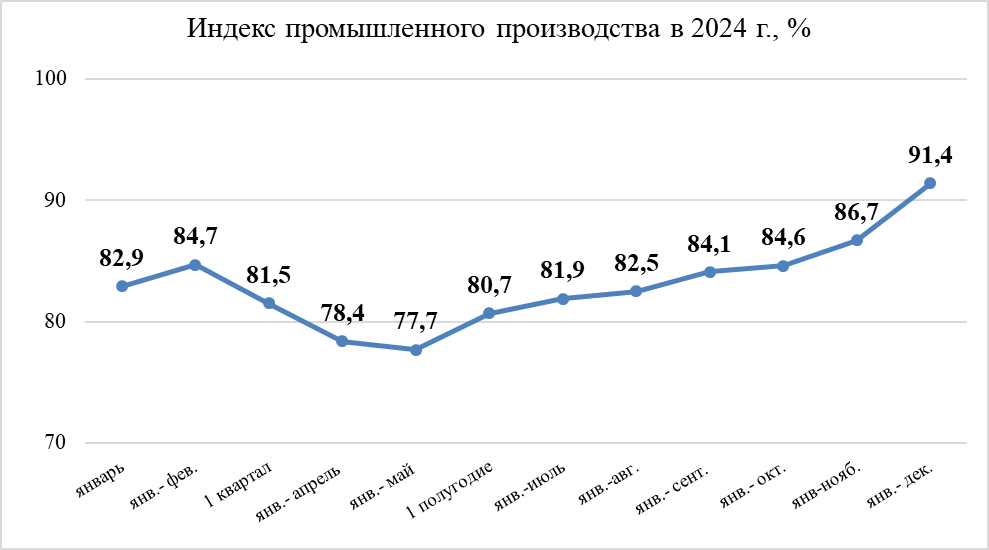 Индекс промышленного производства в 2024 г., %
100
90
80
70
82,9
84,7
81,5
78,4
77,7
80,7
81,9
82,5
84,1
84,6
86,7
91,4
январь
янв.- фев.
1 квартал
янв.- апрель
янв.- май
1 полугодие
янв.-июль
янв.-авг.
янв.- сент.
янв.- окт.
янв-нояб.
янв.- дек.